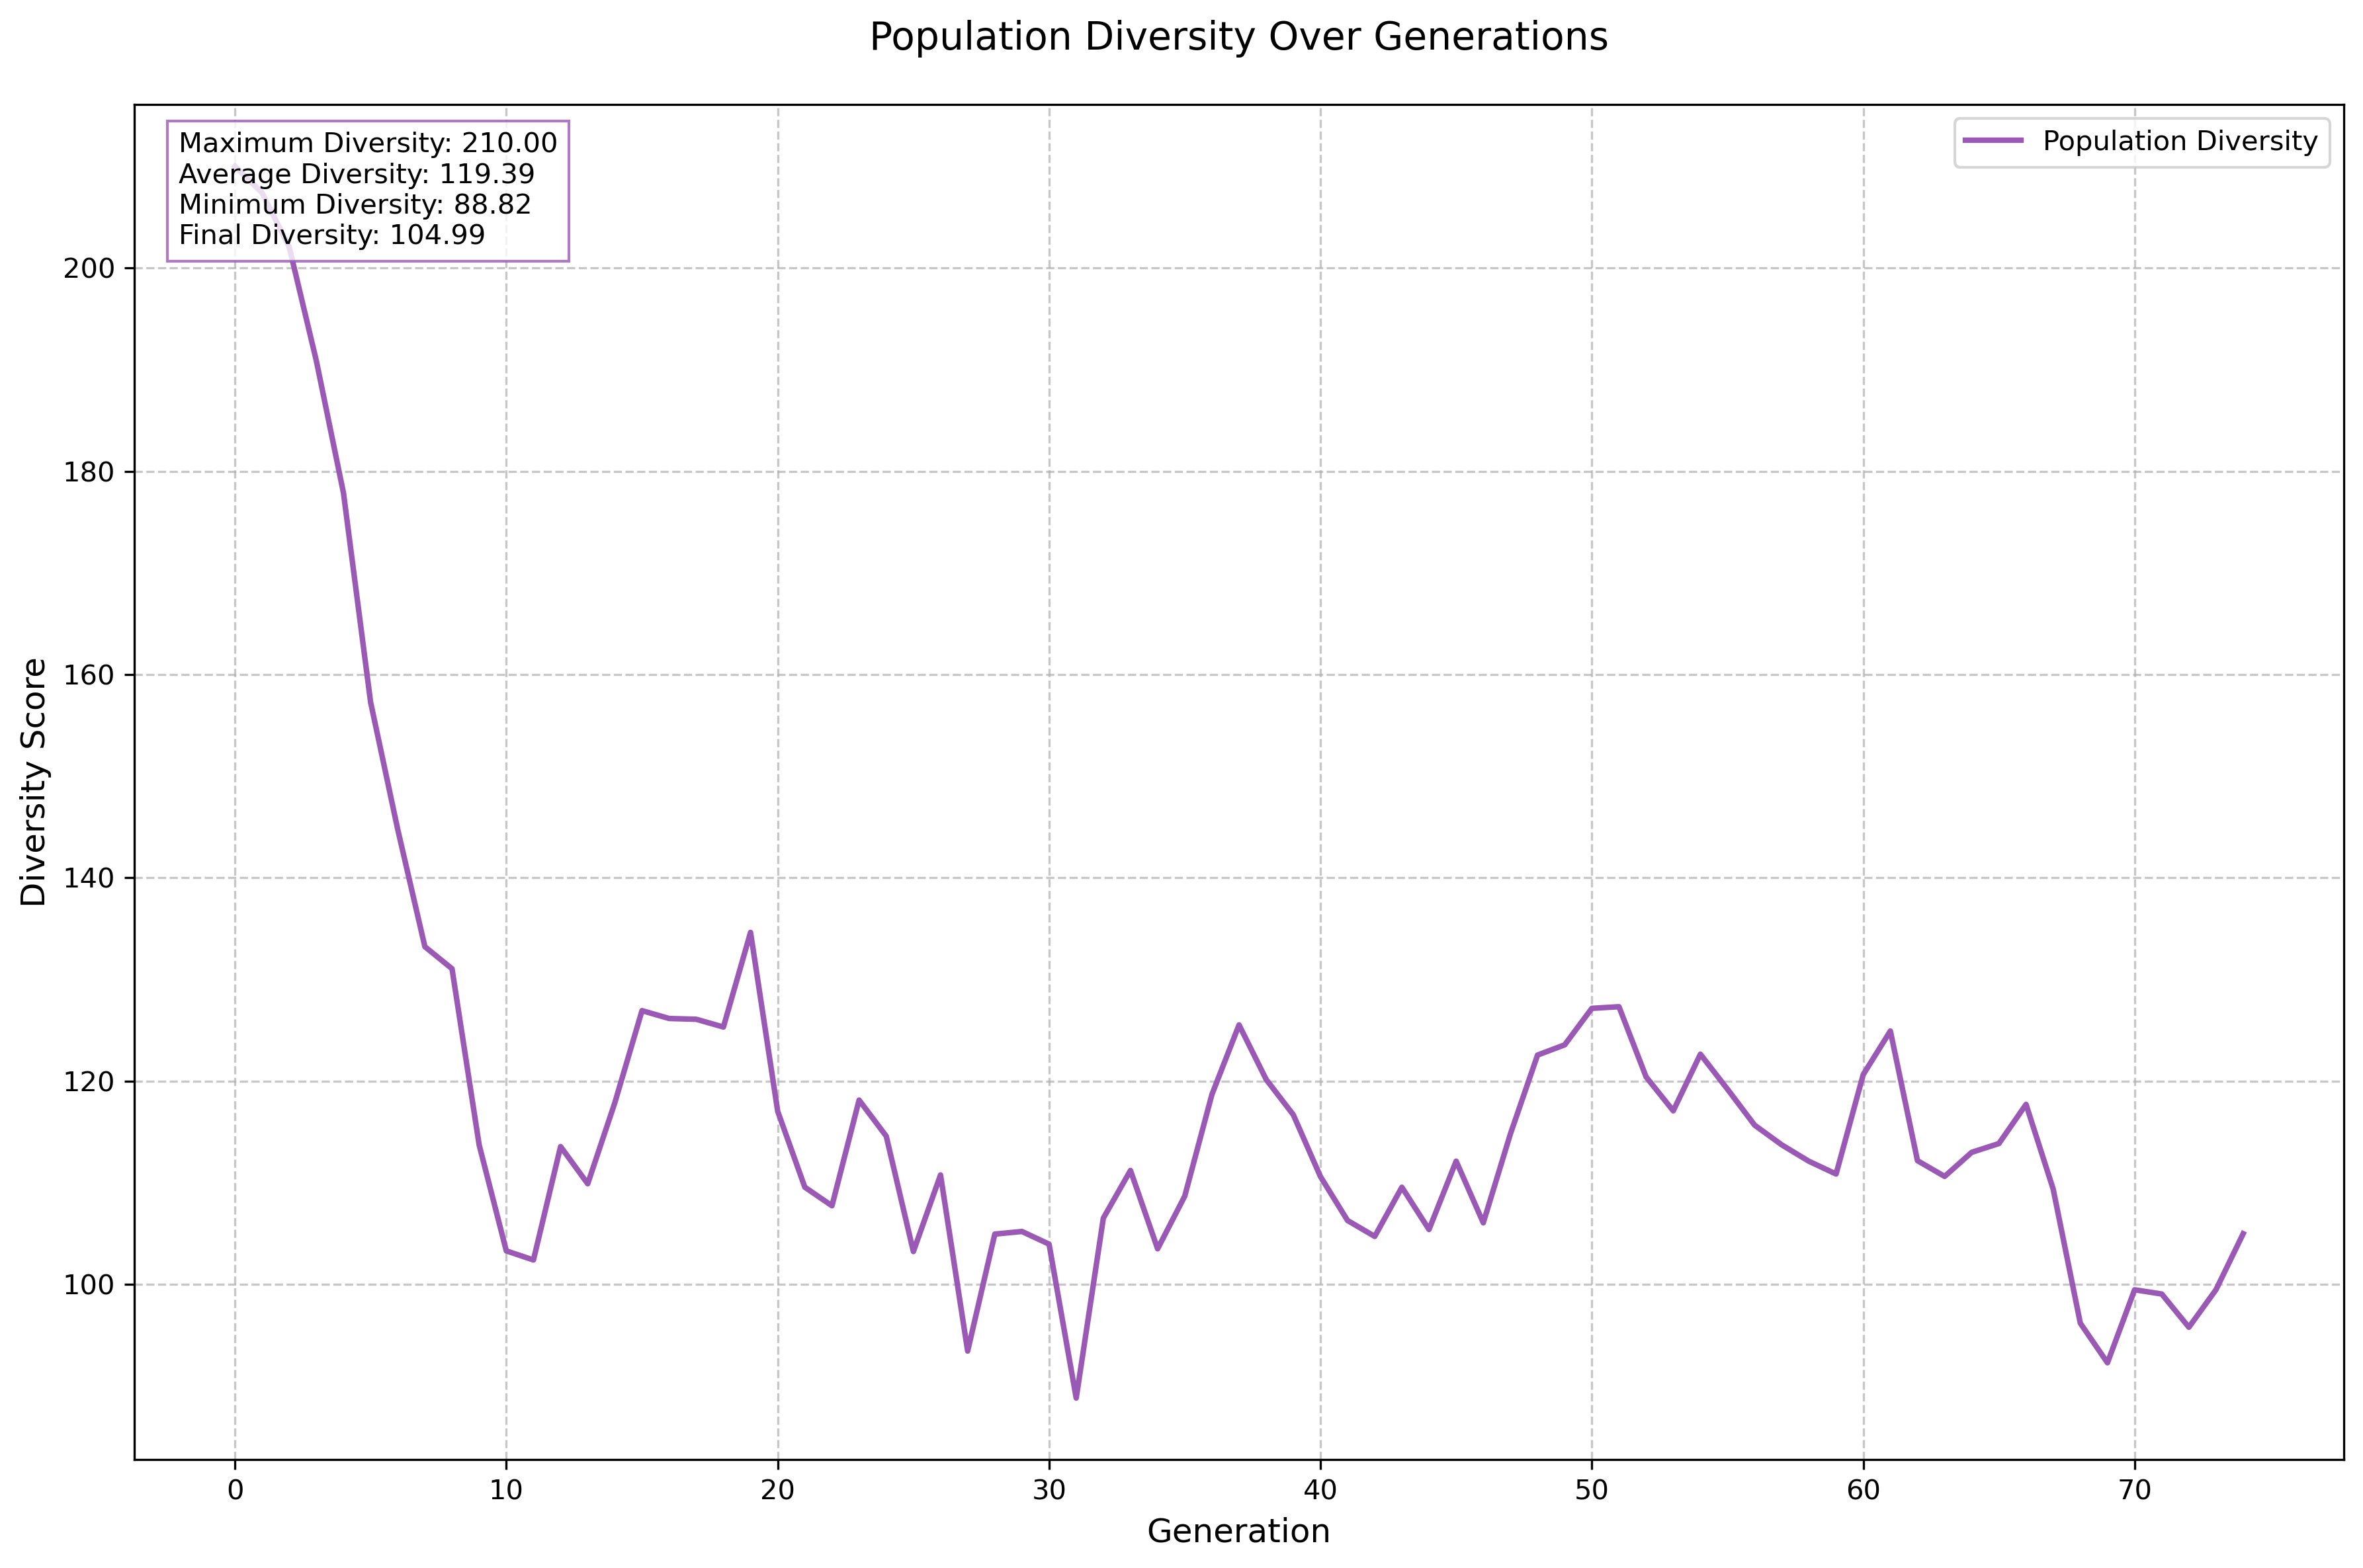 Population Diversity Over Generations
Maximum Diversity: 210.00
Average Diversity: 119.39
Minimum Diversity: 88.82
Final Diversity: 104.99
Population Diversity
200
180
160
140
120
100
Diversity Score
0 10 20 30 40 50 60 70
Generation